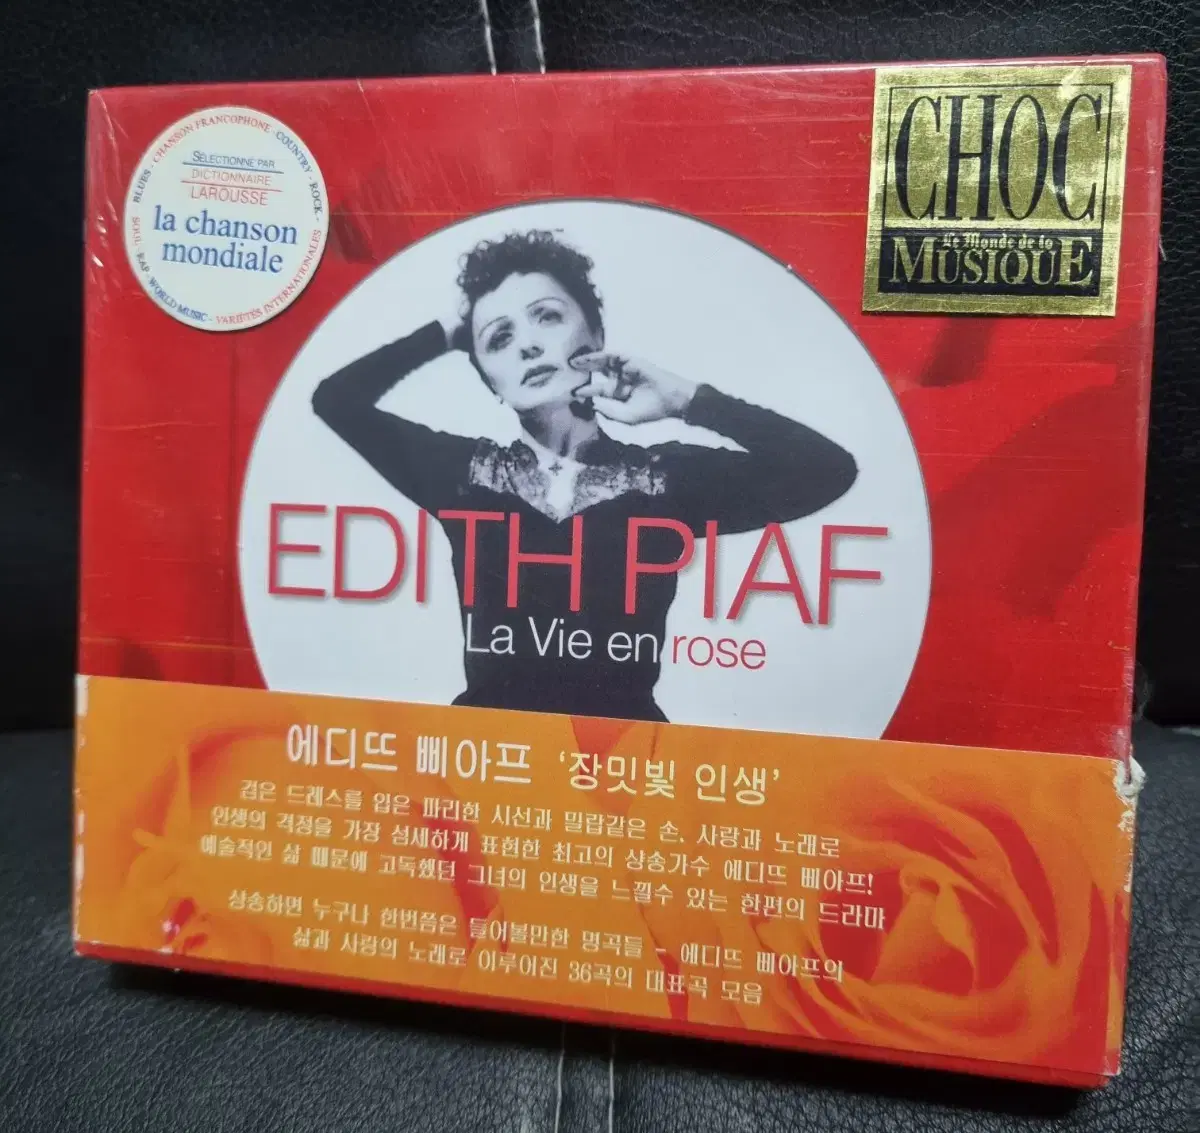 BLUES - CHANSON FRANCOPHONE - COUNTRY - ROCK -
SOUL - RAP - WORLD MUSIC - VARIÉTÉS INTERNATIONALES
SÉLECTIONNÉ PAR
DICTIONNAIRE
LAROUSSE
la chanson
mondiale
CHOC
Le Monde de la
MUSIQUE
EDITH PIAF
La Vie en rose
에디뜨 삐아프 '장밋빛 인생'
검은 드레스를 입은 파리한 시선과 밀랍같은 손, 사랑과 노래로
인생의 격정을 가장 섬세하게 표현한 최고의 샹송가수 에디뜨 삐아프!
예술적인 삶 때문에 고독했던 그녀의 인생을 느낄수 있는 한편의 드라마
샹송하면 누구나 한번쯤은 들어볼만한 명곡들 - 에디뜨 삐아프의
삶과 사랑의 노래로 이루어진 36곡의 대표곡 모음